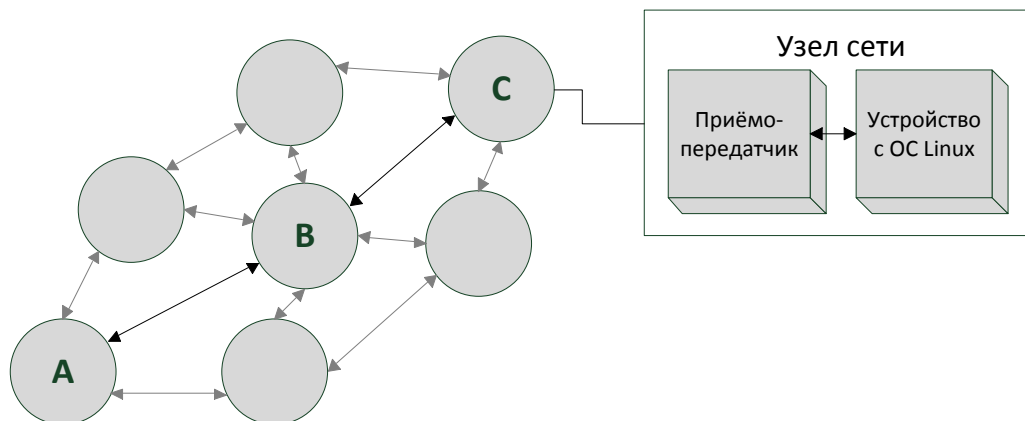 C
B
A
Узел сети
Приёмо-
передатчик
Устройство
с ОС Linux